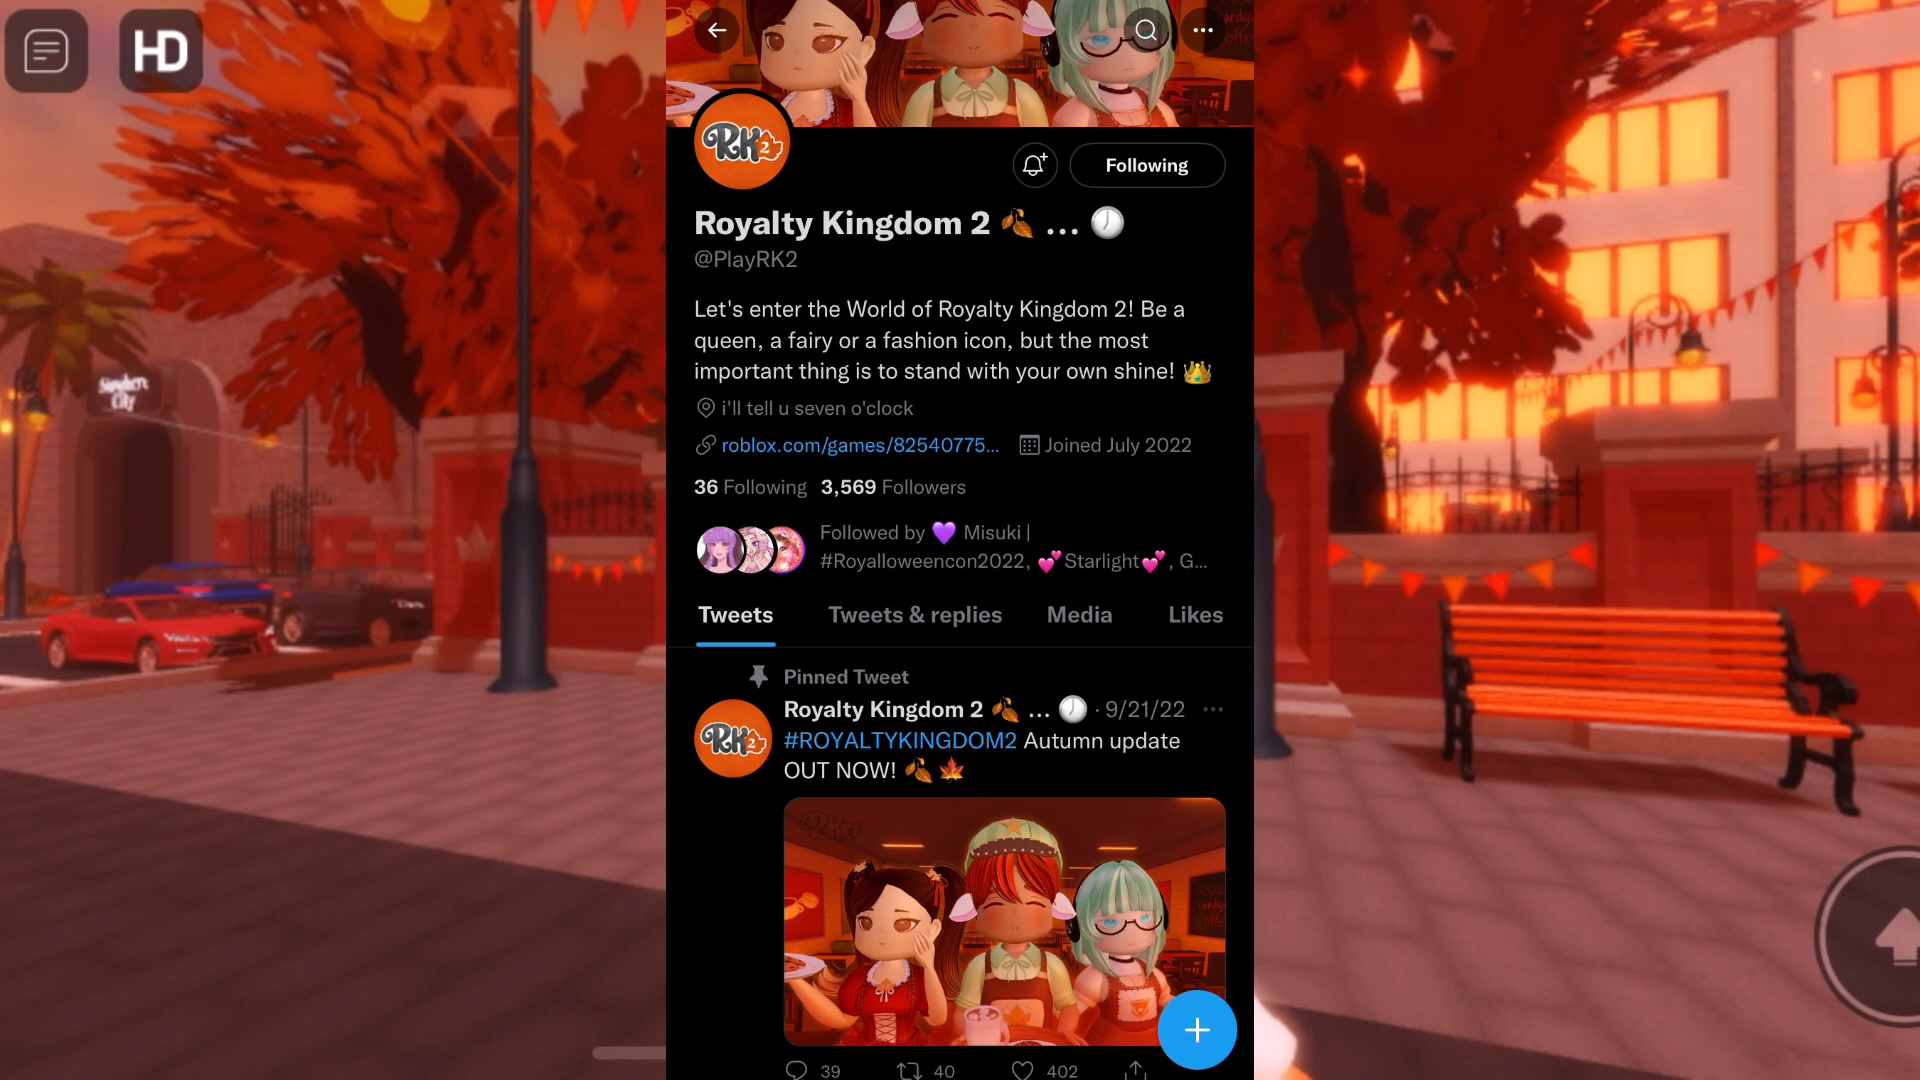 HD
RK2
Following
Royalty Kingdom 2 🍂 ... 🕖
@PlayRK2
Let's enter the World of Royalty Kingdom 2! Be a
queen, a fairy or a fashion icon, but the most
important thing is to stand with your own shine! 👑
i'll tell u seven o'clock
roblox.com/games/82540775...
Joined July 2022
36 Following 3,569 Followers
Followed by 💜 Misuki |
#Royalloweencon2022, 💕Starlight💕, G...
Tweets Tweets & replies Media Likes
Pinned Tweet
Royalty Kingdom 2 🍂 ... 🕖 · 9/21/22
#ROYALTYKINGDOM2 Autumn update
OUT NOW! 🍂 🍁
RK2
39 40 402